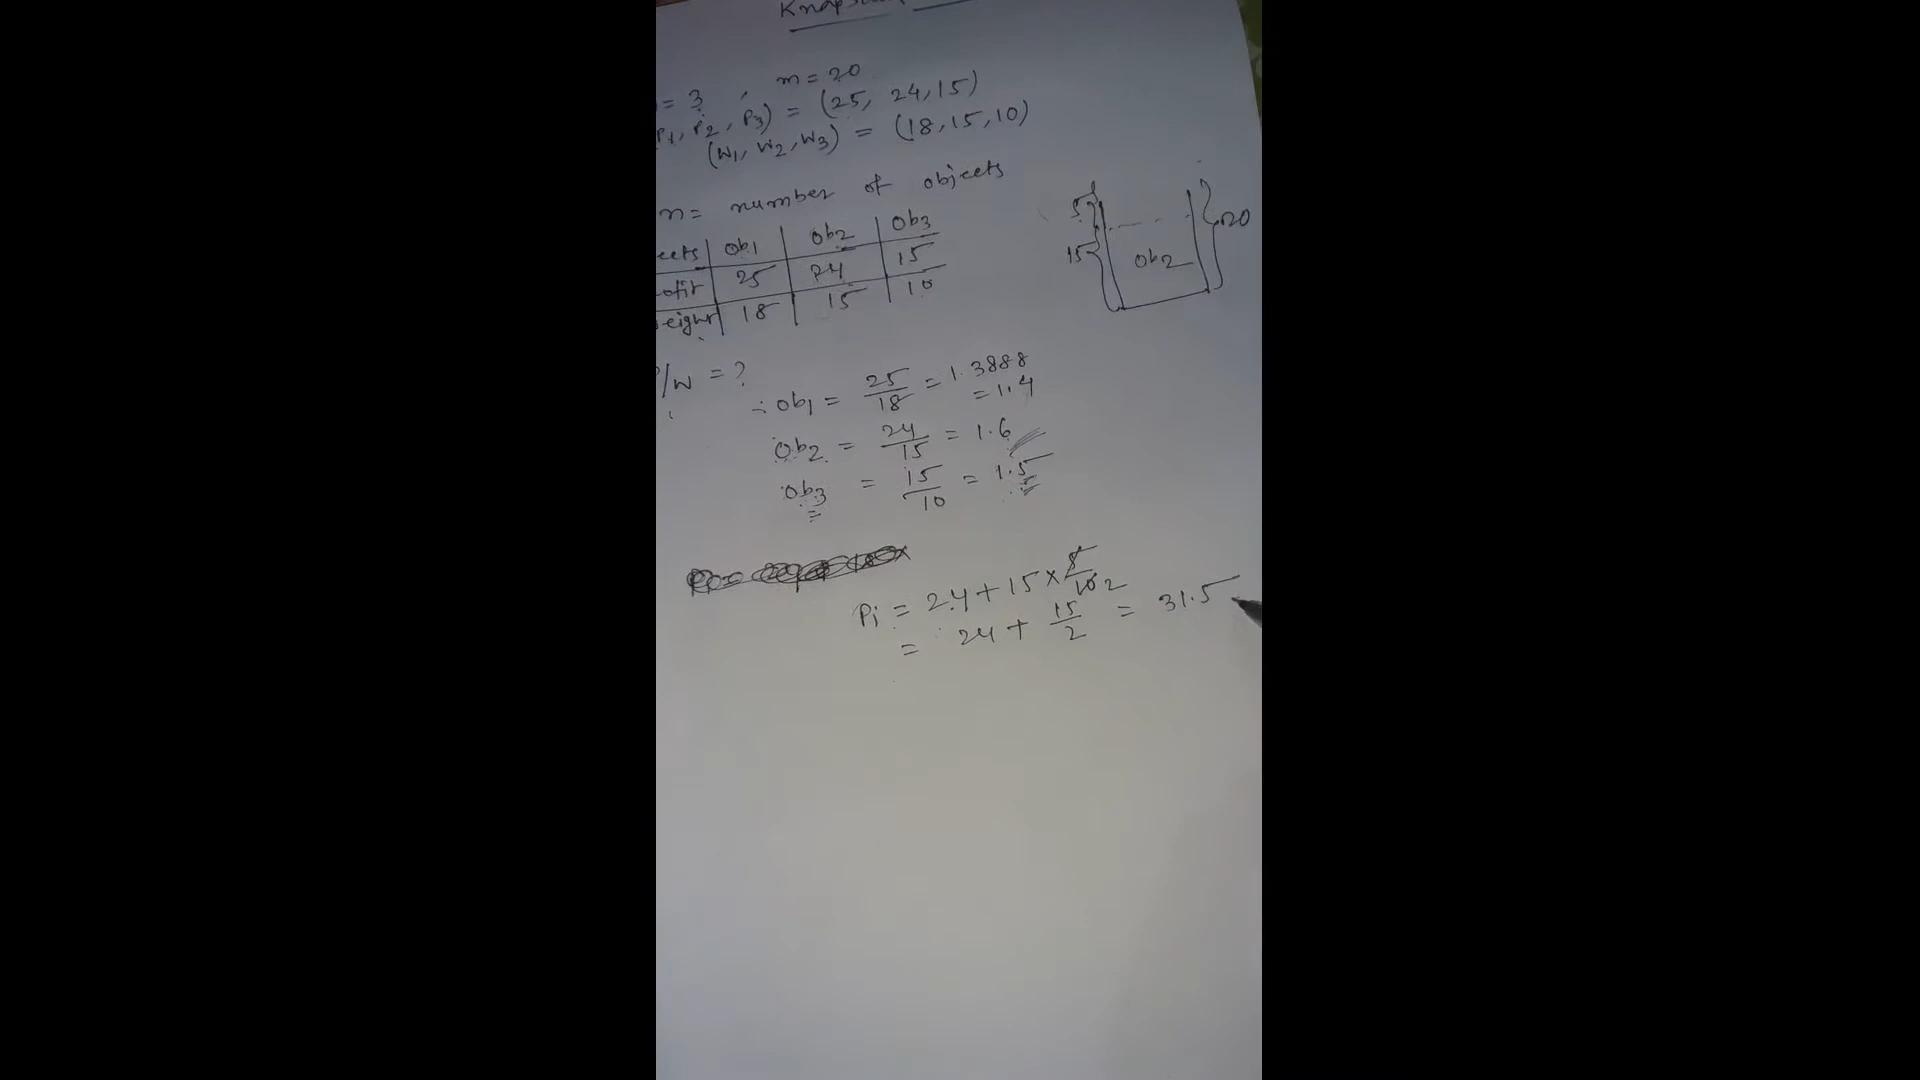 = 3 , m = 20
P1, P2, P3) = (25, 24, 15)
(W1, W2, W3) = (18, 15, 10)
n = number of objects
ects | Ob1 | Ob2 | Ob3
ofit | 25 | 24 | 15
eight | 18 | 15 | 10
5
15
Ob2
20
/W = ?
∴ Ob1 = 25/18 = 1.3888
= 1.4
Ob2 = 24/15 = 1.6
Ob3 = 15/10 = 1.5
Pi = 24 + 15 × 5/10 2
= 24 + 15/2 = 31.5